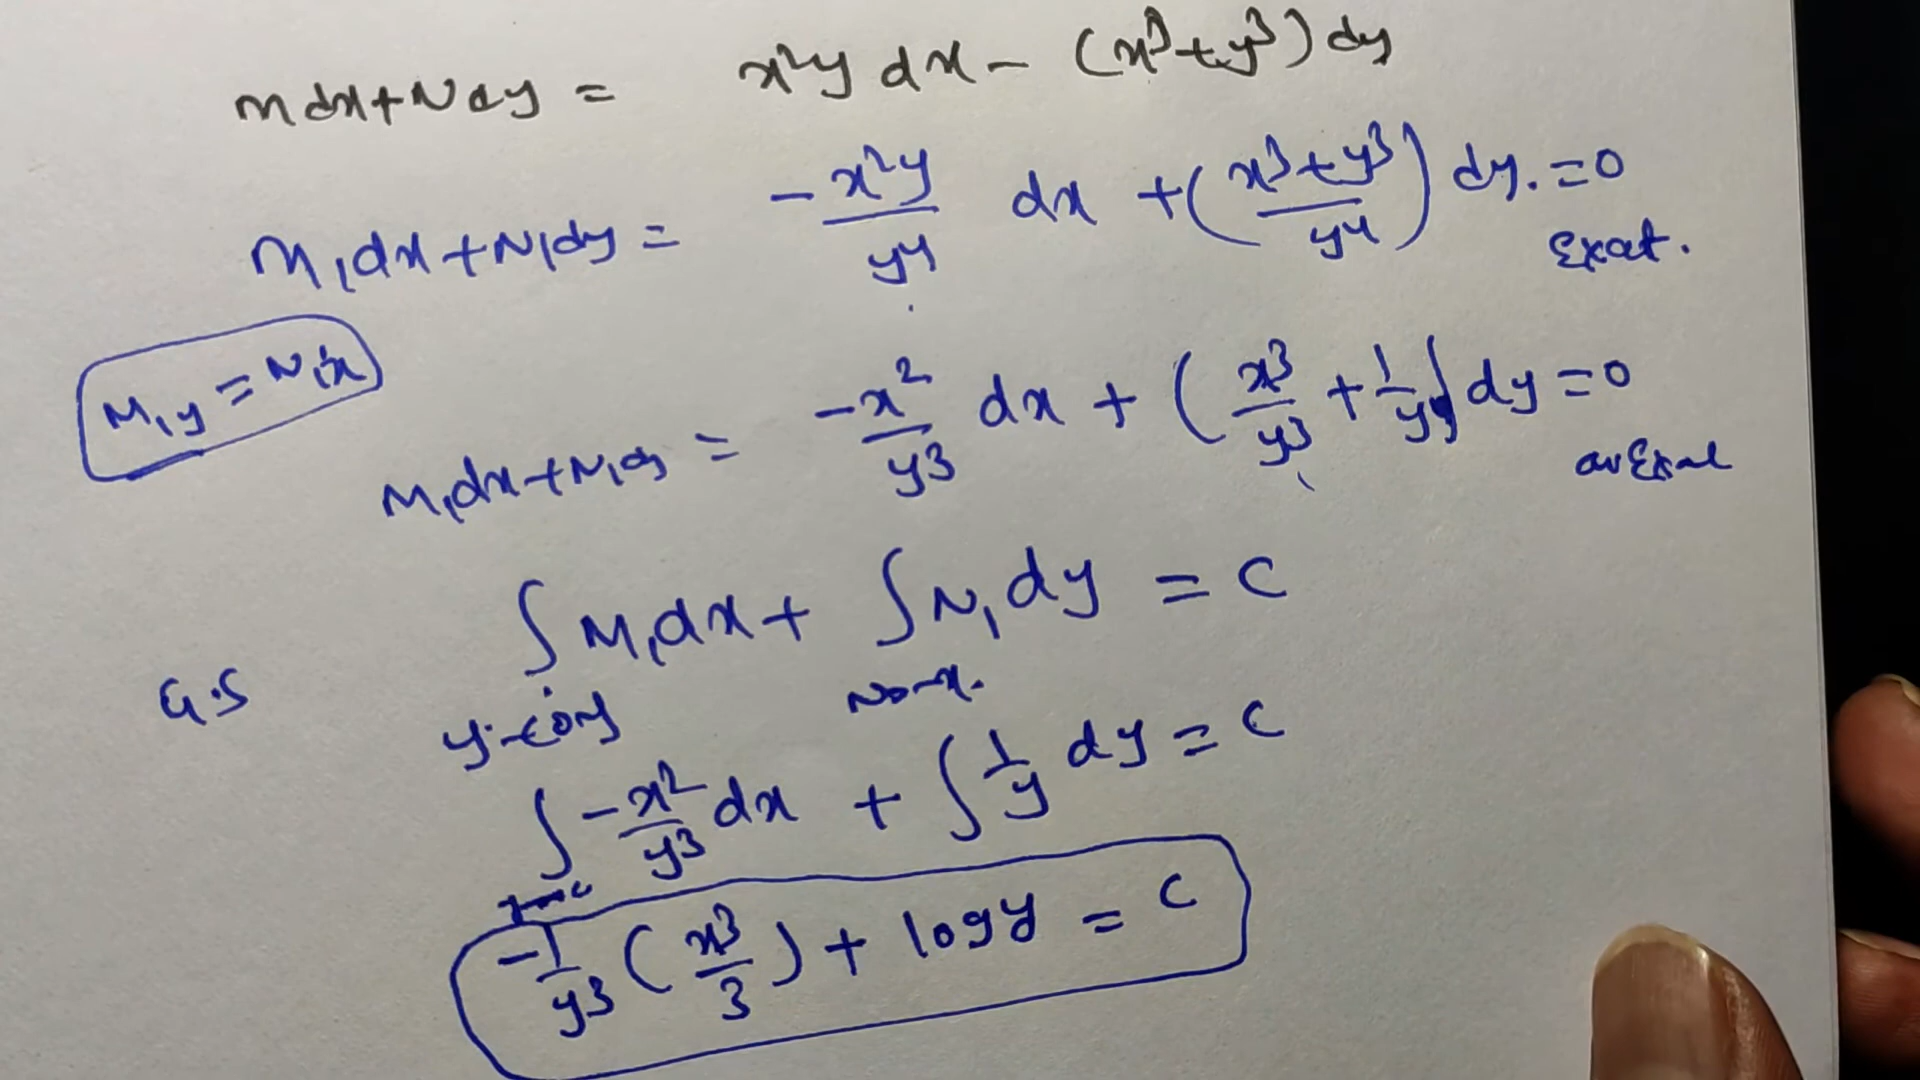 Mdx+Ndy = x²y dx - (x³+y³) dy
M₁dx+N₁dy = -x²y/y⁴ dx + (x³+y³/y⁴) dy. =0
Exact.
M₁y = N₁x
M₁dx+N₁dy = -x²/y³ dx + (x³/y³ + 1/y) dy =0
G.S ∫ M₁dx + ∫ N₁dy = C
No-x.
∫ -x²/y³ dx + ∫ 1/y dy = C
-1/y³ (x³/3) + logy = C